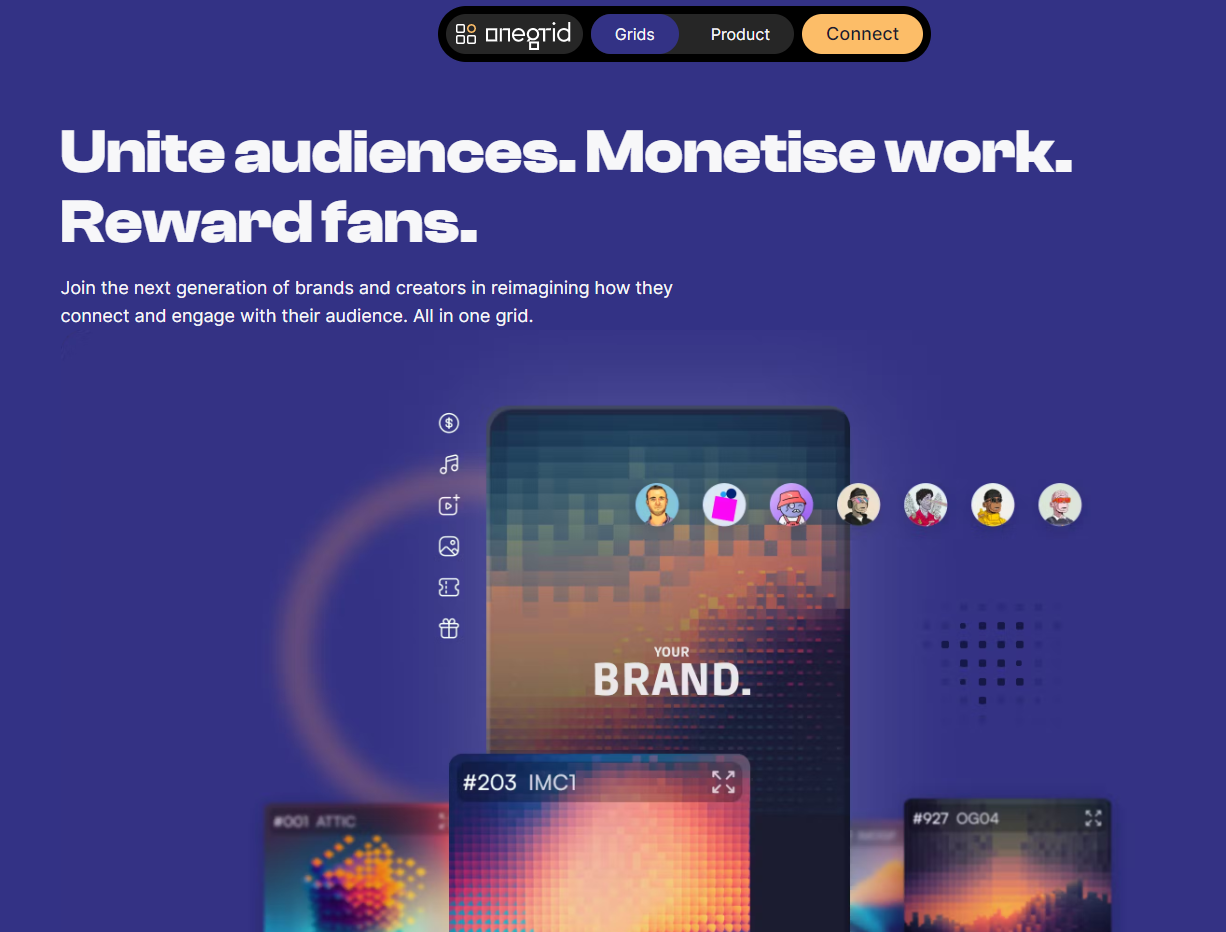 onegrid
Grids
Product
Connect
Unite audiences. Monetise work.
Reward fans.
Join the next generation of brands and creators in reimagining how they
connect and engage with their audience. All in one grid.
YOUR
BRAND.
#203 IMC1
#001 ATTIC
#927 OG04